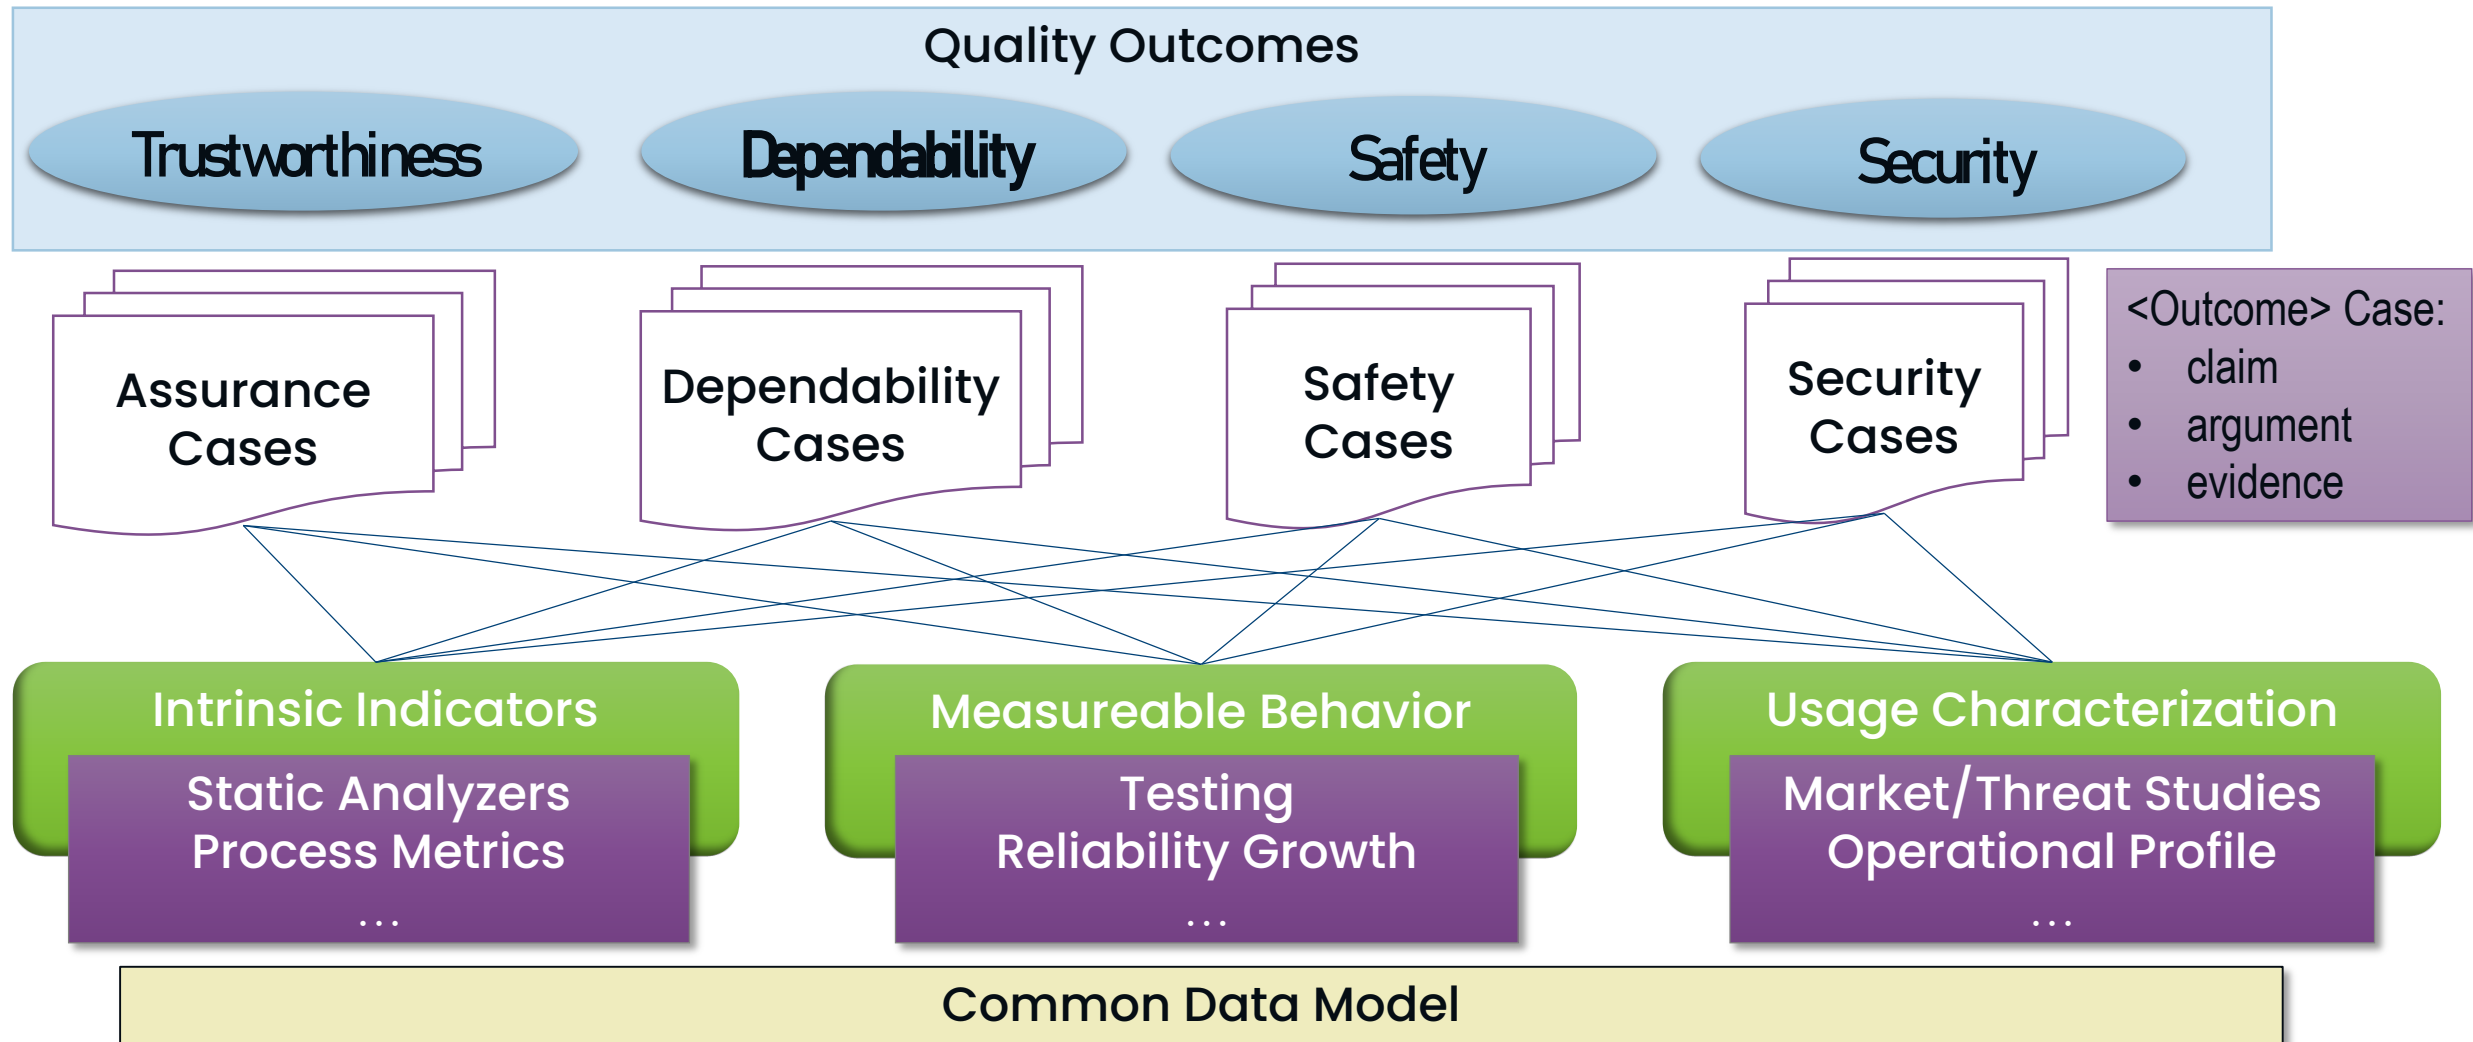 Quality Outcomes
Trustworthiness
Dependability
Safety
Security
Assurance
Cases
Dependability
Cases
Safety
Cases
Security
Cases
<Outcome> Case:
• claim
• argument
• evidence
Intrinsic Indicators
Static Analyzers
Process Metrics
...
Measureable Behavior
Testing
Reliability Growth
...
Usage Characterization
Market/Threat Studies
Operational Profile
...
Common Data Model